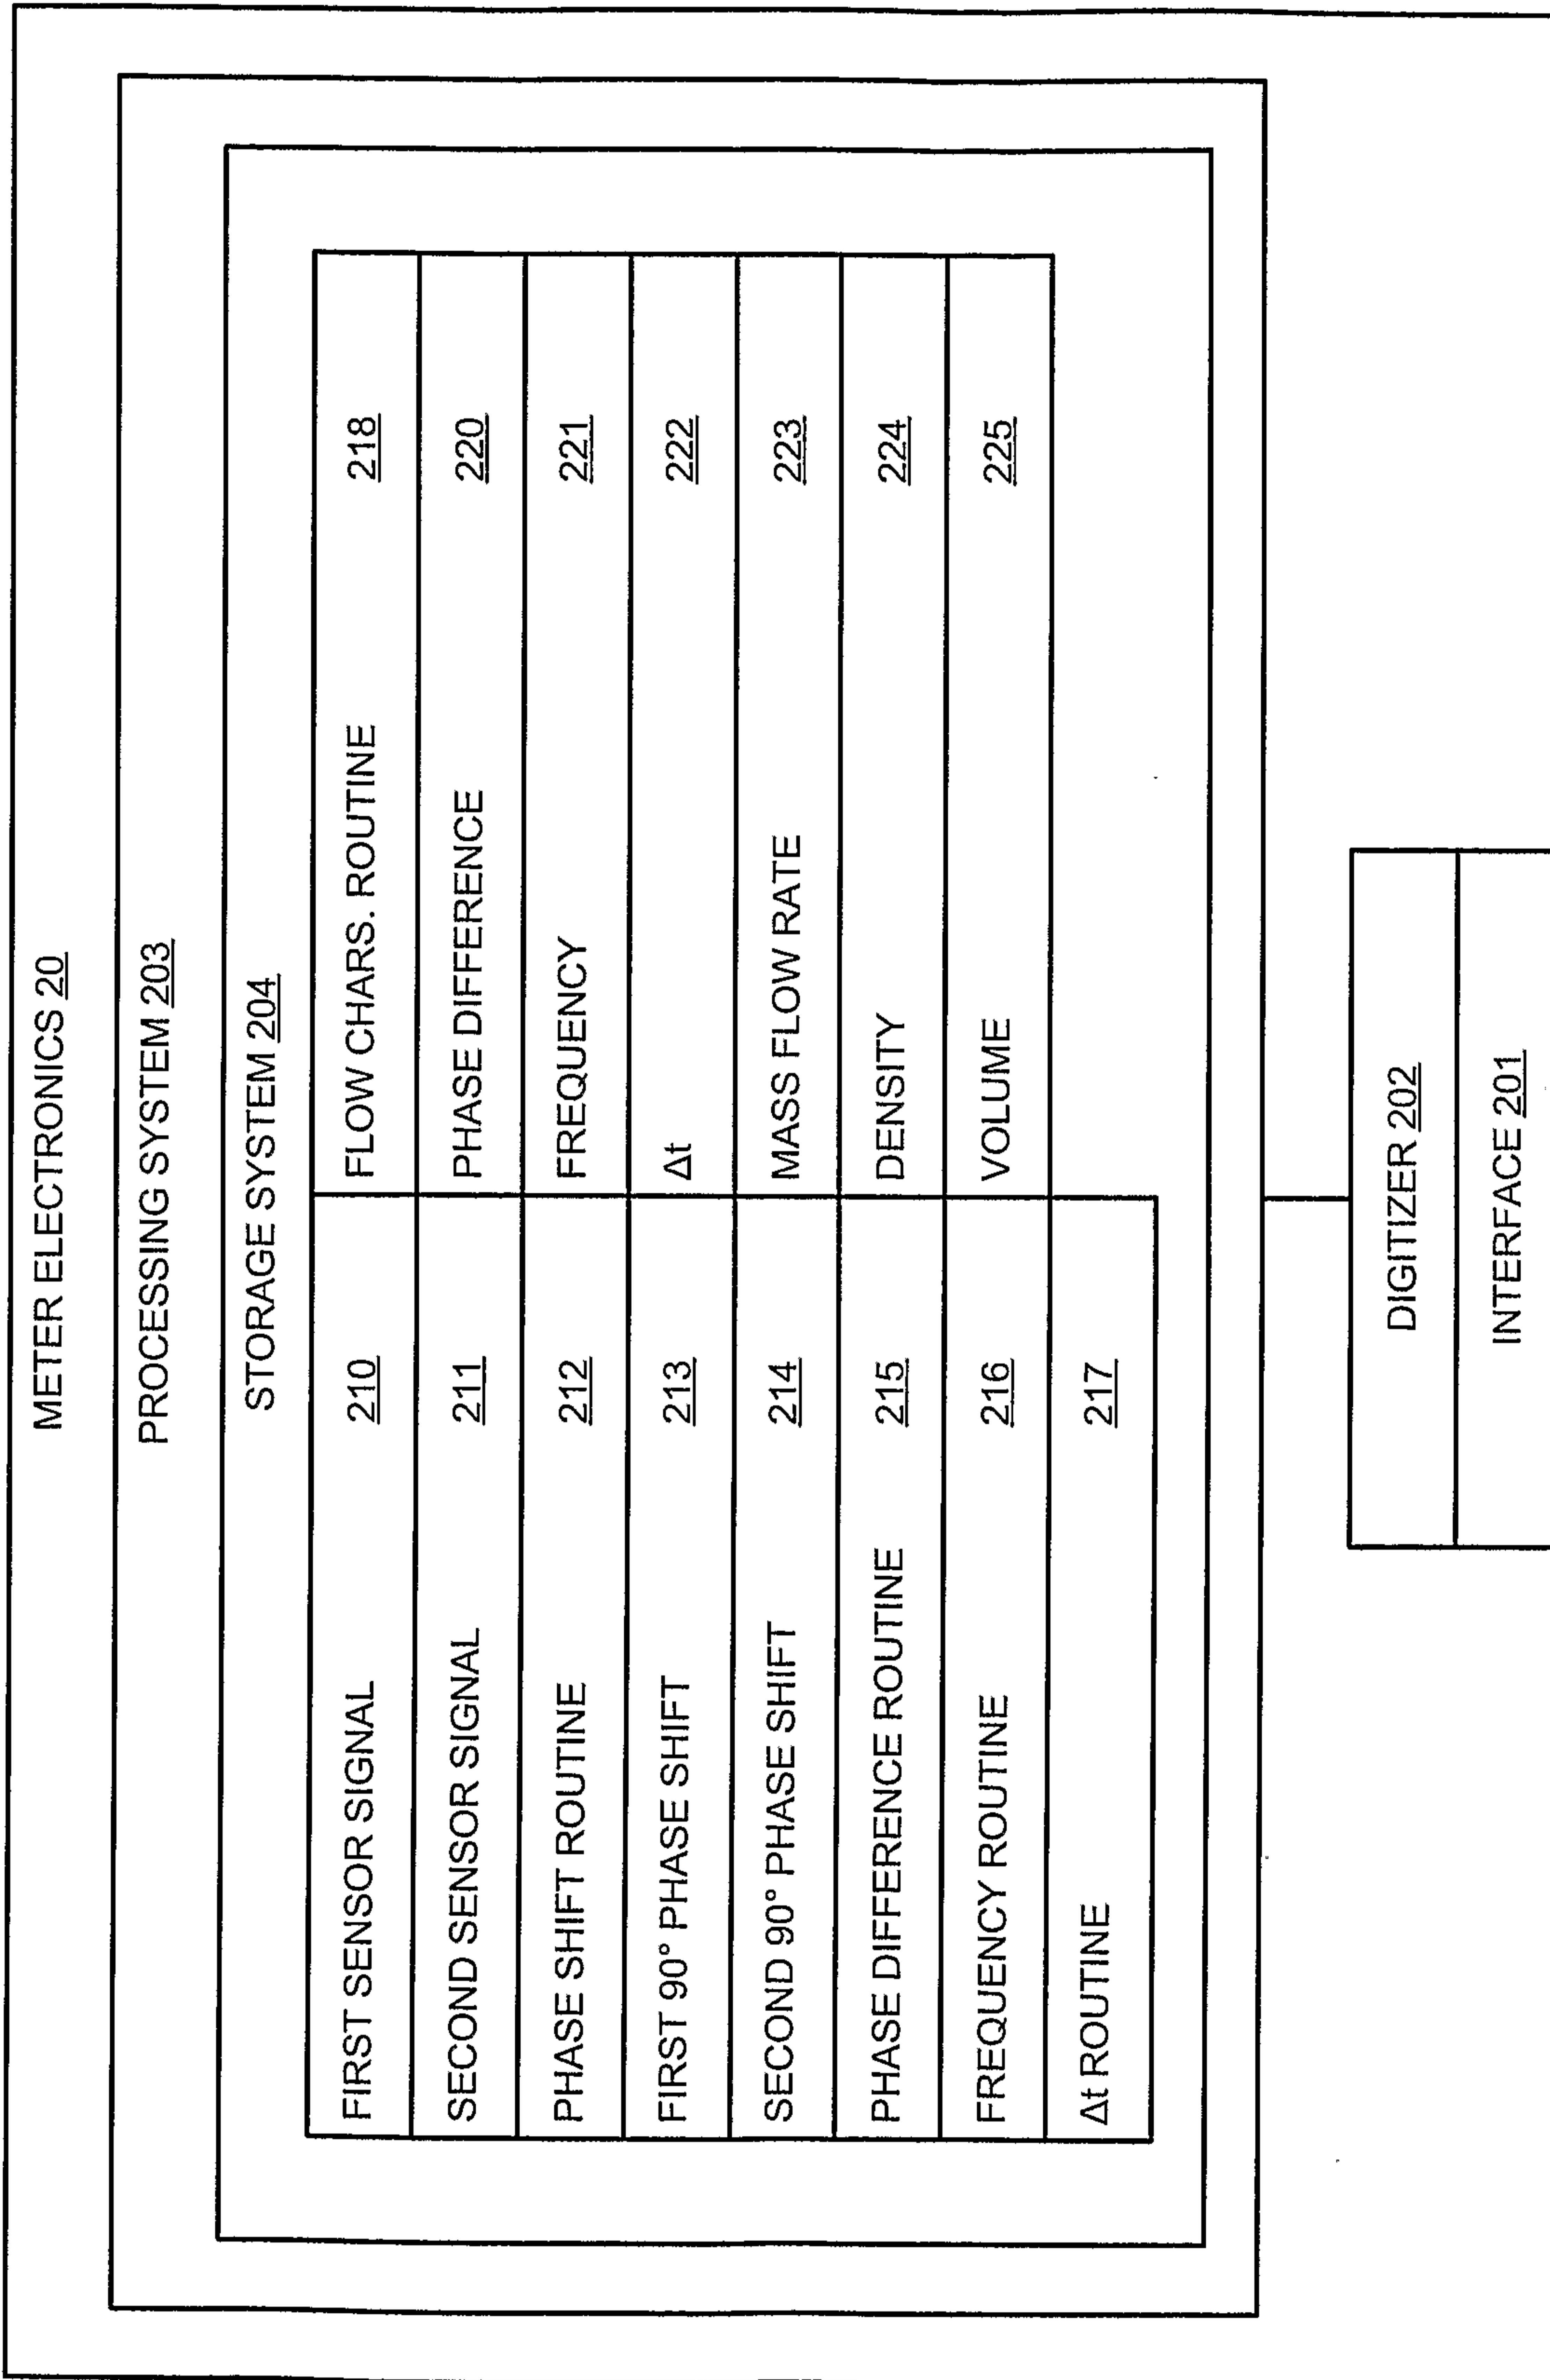 METER ELECTRONICS 20
PROCESSING SYSTEM 203
STORAGE SYSTEM 204
FIRST SENSOR SIGNAL 210
SECOND SENSOR SIGNAL 211
PHASE SHIFT ROUTINE 212
FIRST 90° PHASE SHIFT 213
SECOND 90° PHASE SHIFT 214
PHASE DIFFERENCE ROUTINE 215
FREQUENCY ROUTINE 216
Δt ROUTINE 217
FLOW CHARS. ROUTINE 218
PHASE DIFFERENCE 220
FREQUENCY 221
Δt 222
MASS FLOW RATE 223
DENSITY 224
VOLUME 225
DIGITIZER 202
INTERFACE 201